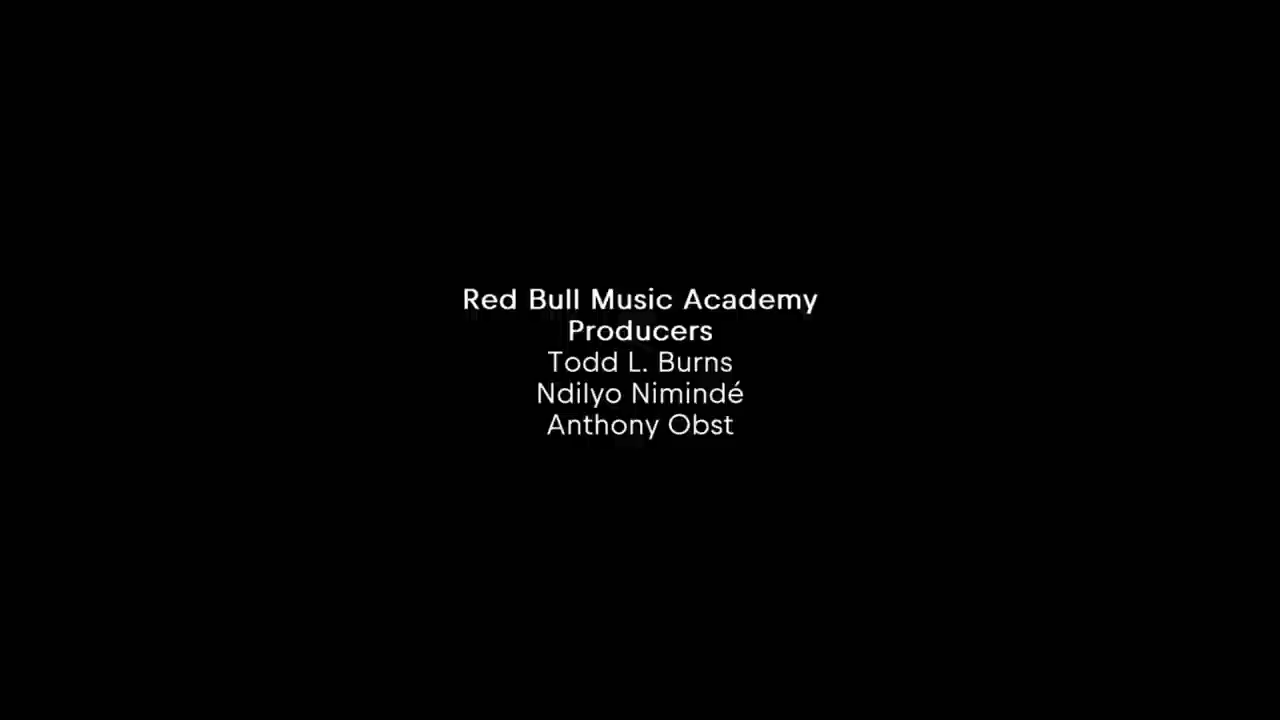 Red Bull Music Academy
Producers
Todd L. Burns
Ndilyo Nimindé
Anthony Obst